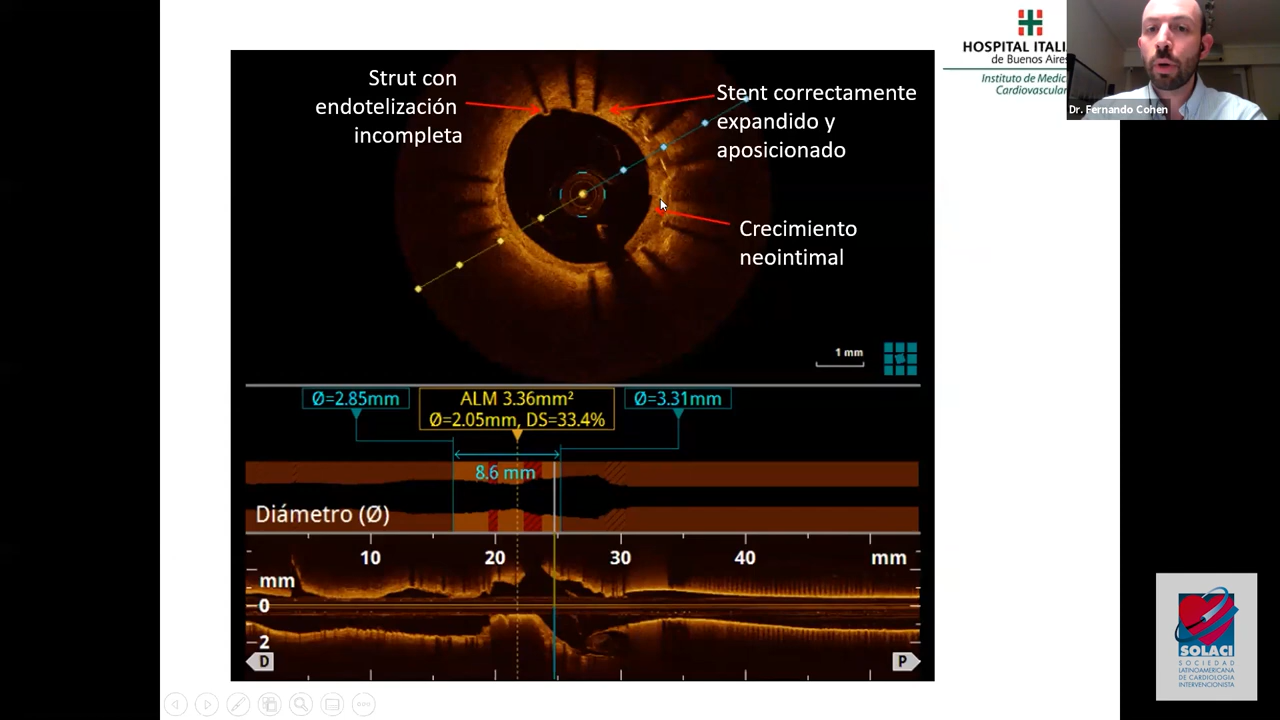 Strut con
endotelización
incompleta
Stent correctamente
expandido y
aposicionado
Crecimiento
neointimal
1 mm
Ø=2.85mm
ALM 3.36mm²
Ø=2.05mm, DS=33.4%
Ø=3.31mm
8.6 mm
Diámetro (Ø)
10
20
30
40
mm
mm
0
2
D
P
HOSPITAL ITALI
de Buenos Aires
Instituto de Medic
Cardiovascular
Dr. Fernando Cohen
SOLACI
SOCIEDAD
LATINOAMERICANA
DE CARDIOLOGÍA
INTERVENCIONISTA